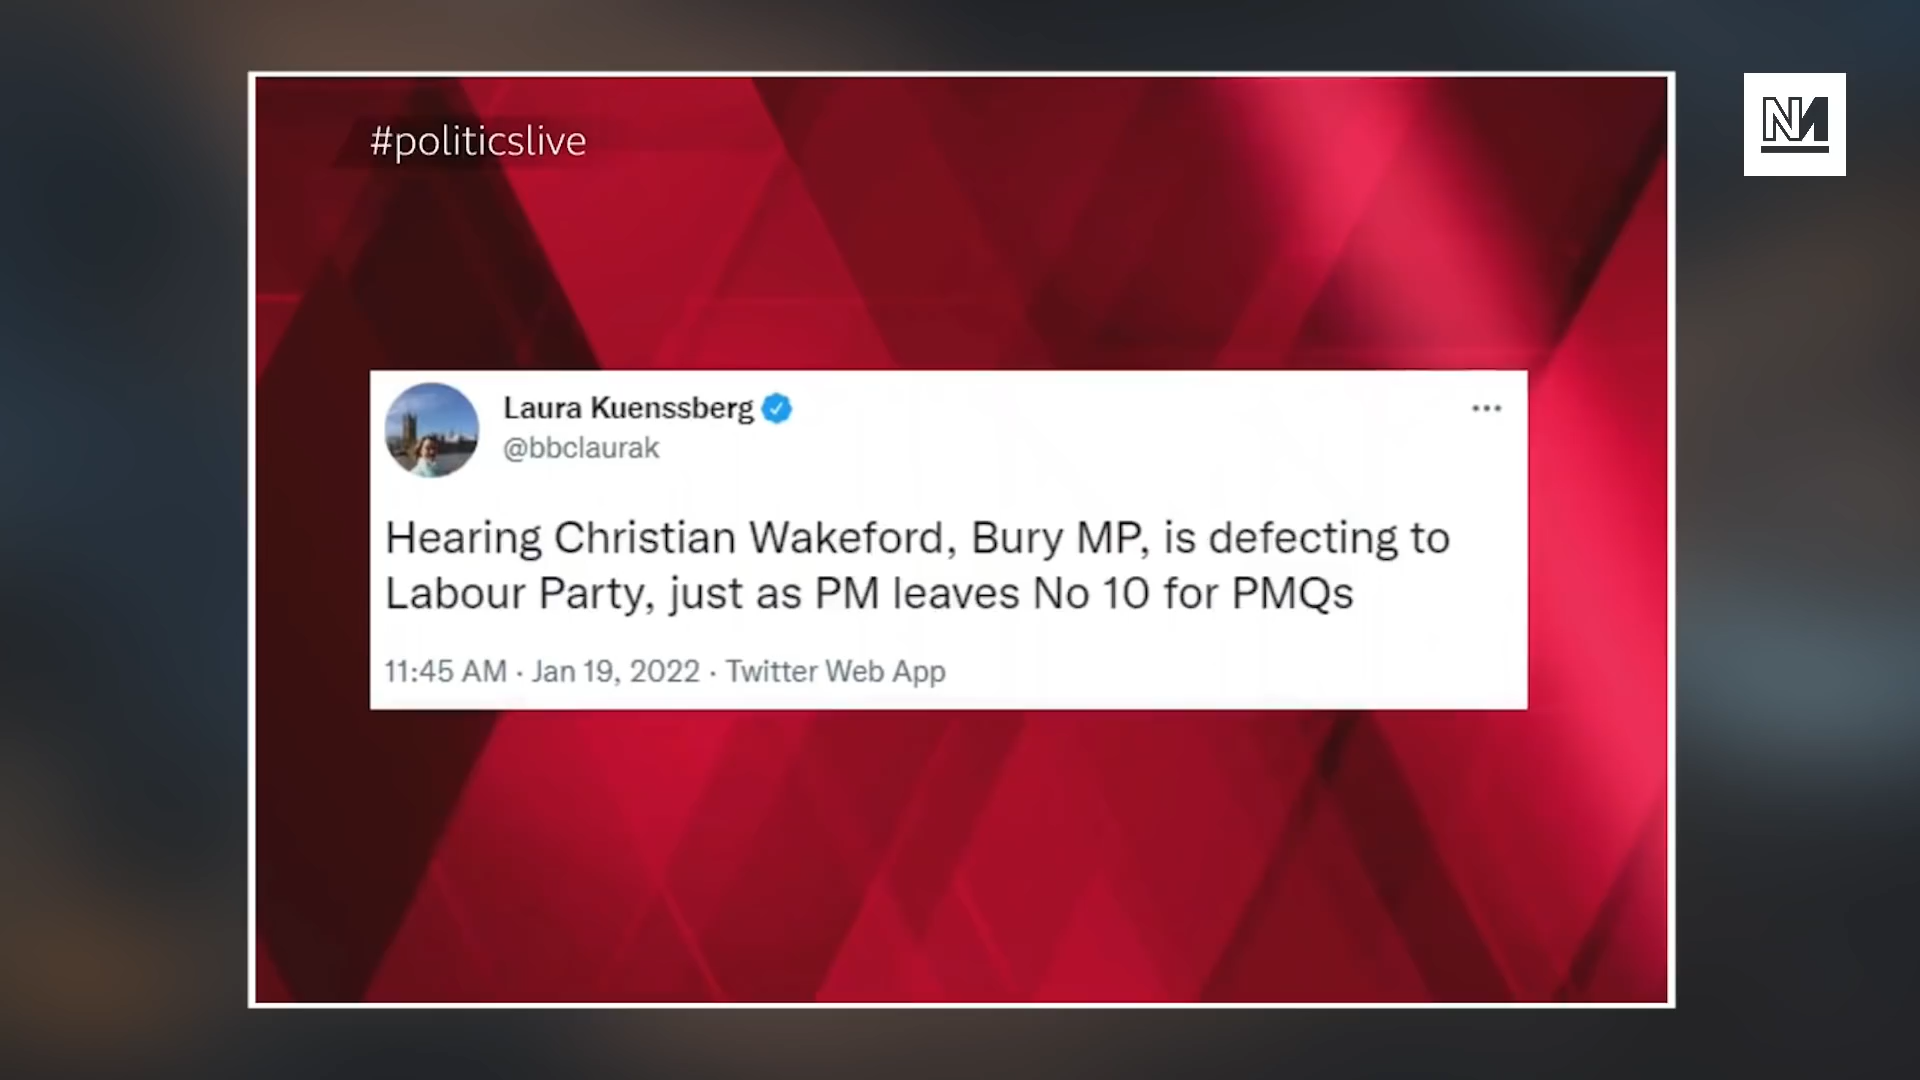 #politicslive
NM
Laura Kuenssberg
@bbclaurak
Hearing Christian Wakeford, Bury MP, is defecting to
Labour Party, just as PM leaves No 10 for PMQs
11:45 AM · Jan 19, 2022 · Twitter Web App